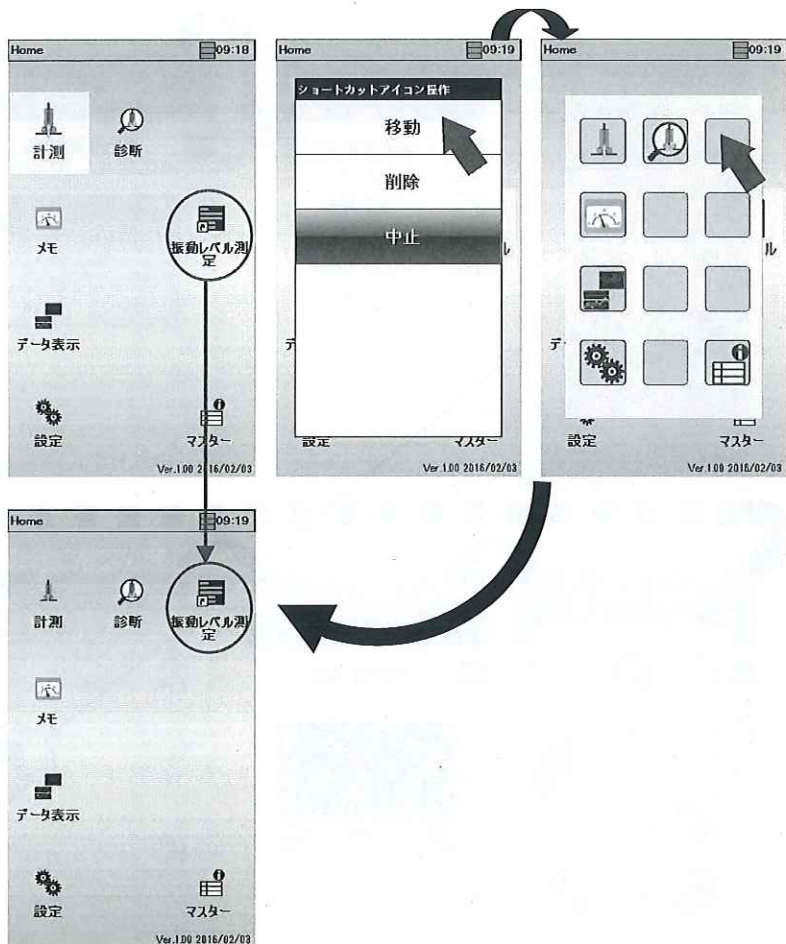 Home 09:18
計測 診断
メモ
振動レベル測
定
データ表示
設定 マスター
Ver.1.00 2016/02/03
Home 09:19
ショートカットアイコン操作
移動
削除
中止
ル
デ
設定 マスター
Ver.1.00 2016/02/03
Home 09:19
ル
デ
設定 マスター
Ver.1.00 2016/02/03
Home 09:19
計測 診断
振動レベル測
定
メモ
データ表示
設定 マスター
Ver.1.00 2016/02/03